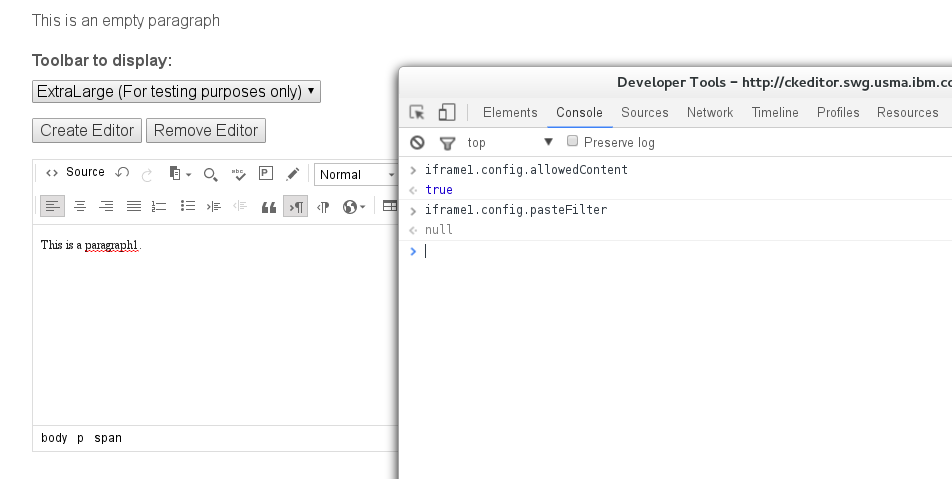 This is an empty paragraph
Toolbar to display:
ExtraLarge (For testing purposes only)
Create Editor Remove Editor
Source abc P Normal
This is a paragraph1.
body p span
Developer Tools – http://ckeditor.swg.usma.ibm.co
Elements Console Sources Network Timeline Profiles Resources
top Preserve log
iframe1.config.allowedContent
true
iframe1.config.pasteFilter
null